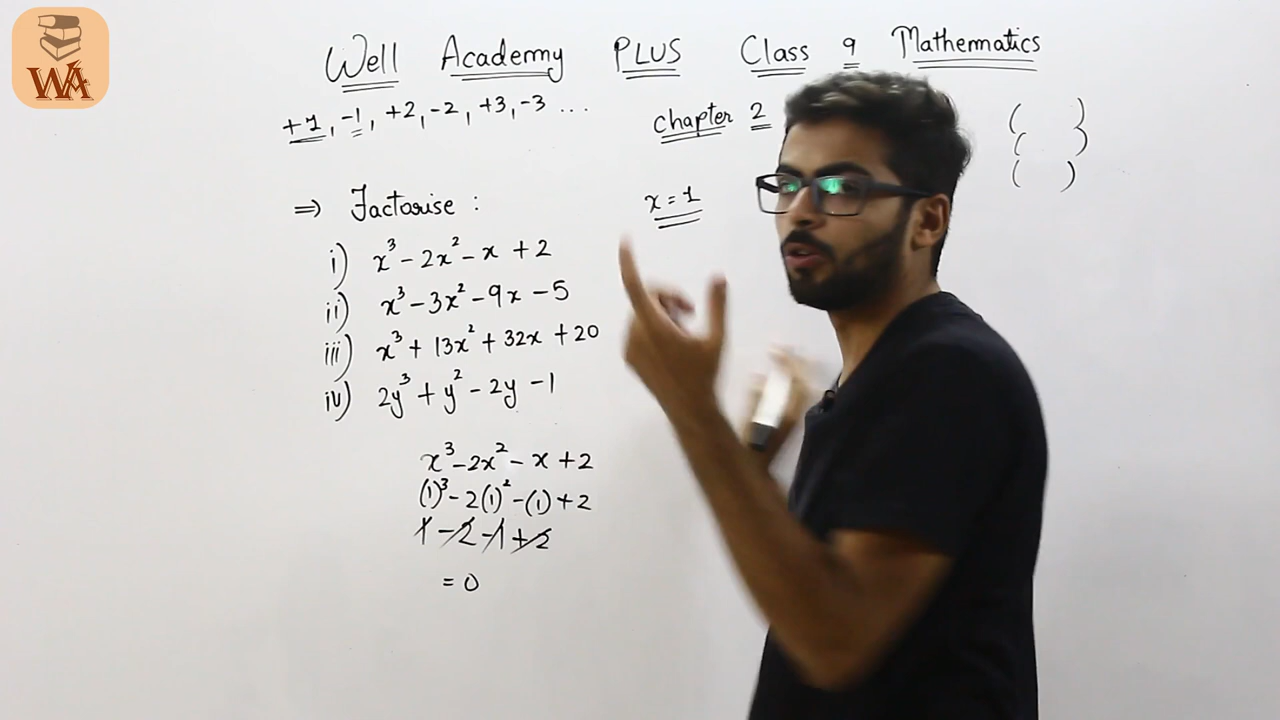 WA
Well Academy PLUS Class 9 Mathematics
+1, -1, +2, -2, +3, -3 ...
Chapter 2
⇒ Factorise :
x = 1
i) x³ - 2x² - x + 2
ii) x³ - 3x² - 9x - 5
iii) x³ + 13x² + 32x + 20
iv) 2y³ + y² - 2y - 1
x³ - 2x² - x + 2
(1)³ - 2(1)² - (1) + 2
1 - 2 - 1 + 2
= 0
( )
( )
( )